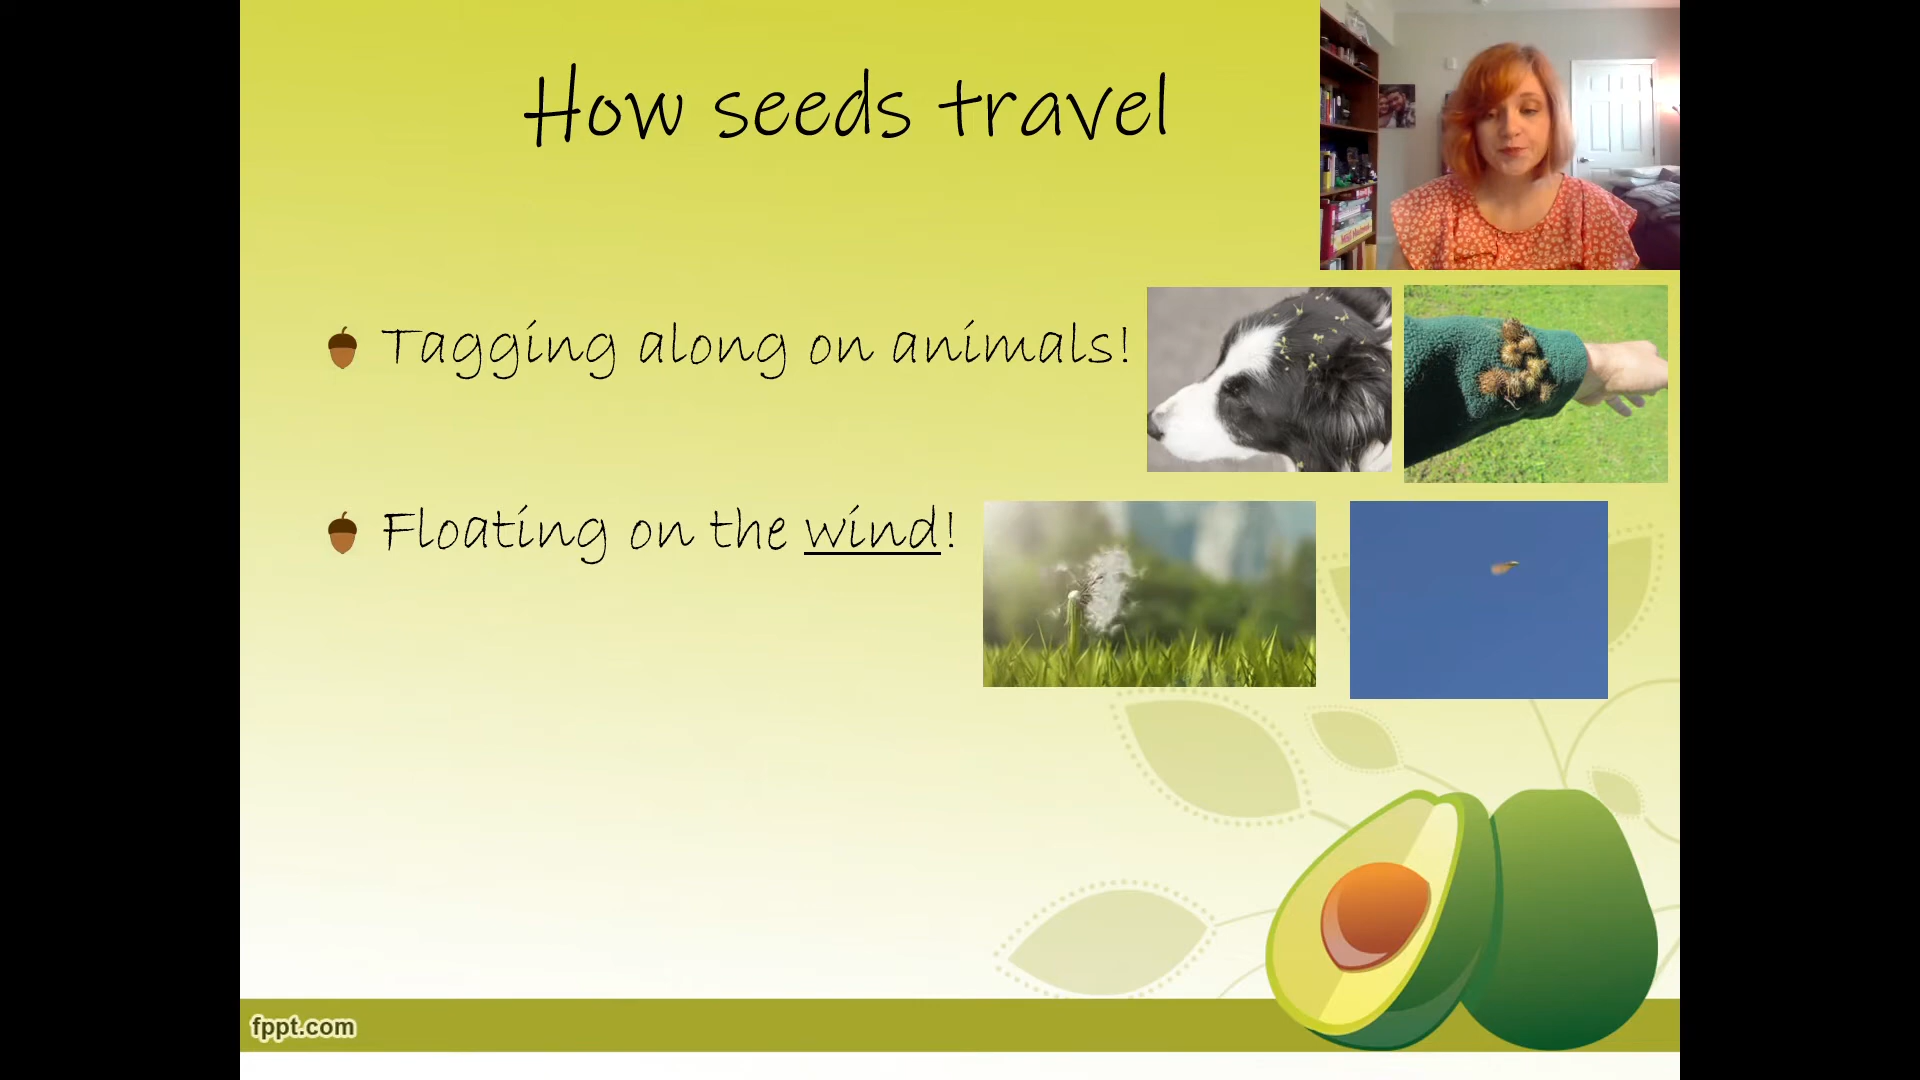 How seeds travel
Tagging along on animals!
Floating on the wind!
fppt.com